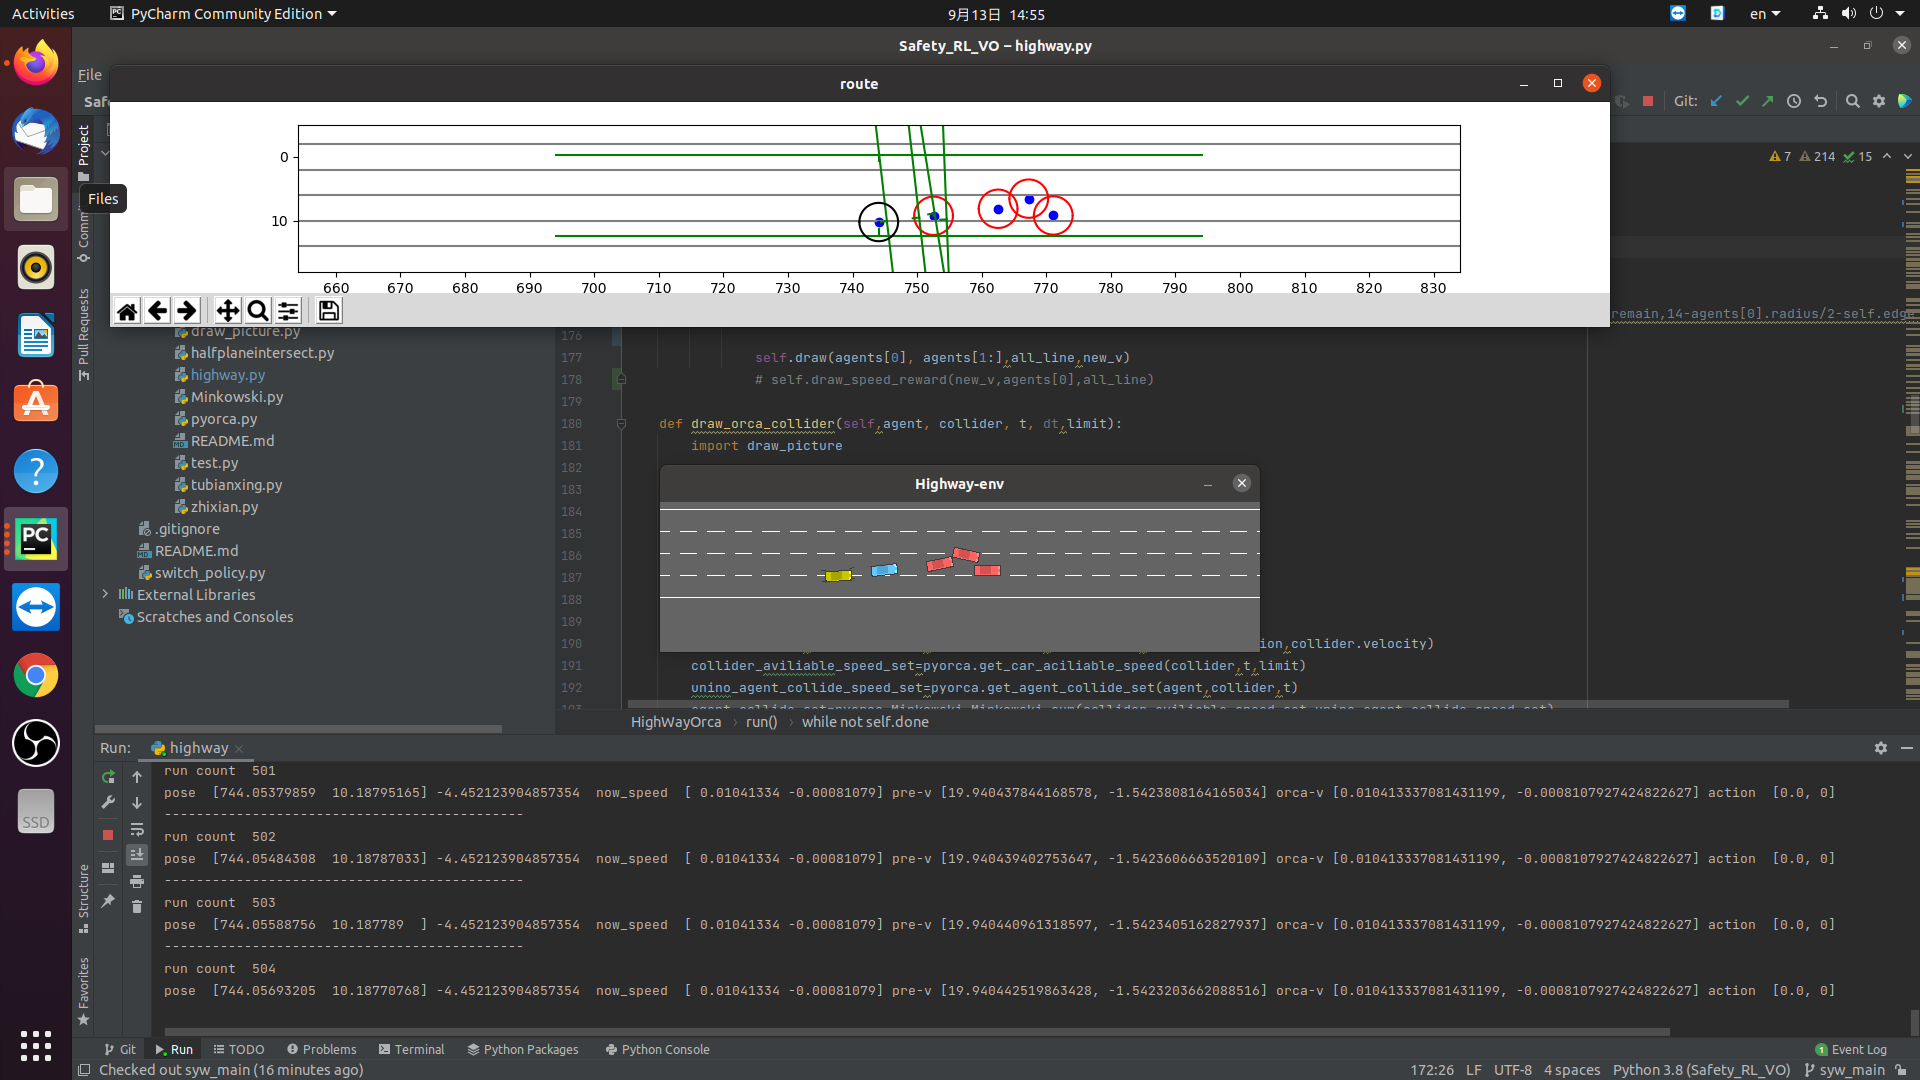 Activities
PyCharm Community Edition
9月13日 14:55
en
Safety_RL_VO – highway.py
File
route
Safe
Git:
0
10
660 670 680 690 700 710 720 730 740 750 760 770 780 790 800 810 820 830
Project
Comm
Pull Requests
Files
7 214 15
remain,14-agents[0].radius/2-self.edge
draw_picture.py
halfplaneintersect.py
highway.py
Minkowski.py
pyorca.py
README.md
test.py
tubianxing.py
zhixian.py
.gitignore
README.md
switch_policy.py
External Libraries
Scratches and Consoles
176
177 self.draw(agents[0], agents[1:],all_line,new_v)
178 # self.draw_speed_reward(new_v,agents[0],all_line)
179
180 def draw_orca_collider(self,agent, collider, t, dt,limit):
181 import draw_picture
182
183
184
185
186
187
188
189
190 ion,collider.velocity)
191 collider_aviliable_speed_set=pyorca.get_car_aciliable_speed(collider,t,limit)
192 unino_agent_collide_speed_set=pyorca.get_agent_collide_set(agent,collider,t)
193 agent_collide_set=pyorca.Minkowski.Minkowski_sum(collider_aviliable_speed_set,unino_agent_collide_speed_set)
Highway-env
HighWayOrca › run() › while not self.done
Run: highway
run count 501
pose [744.05379859 10.18795165] -4.452123904857354 now_speed [ 0.01041334 -0.00081079] pre-v [19.940437844168578, -1.5423808164165034] orca-v [0.010413337081431199, -0.0008107927424822627] action [0.0, 0]
---------------------------------------------
run count 502
pose [744.05484308 10.18787033] -4.452123904857354 now_speed [ 0.01041334 -0.00081079] pre-v [19.940439402753647, -1.5423606663520109] orca-v [0.010413337081431199, -0.0008107927424822627] action [0.0, 0]
---------------------------------------------
run count 503
pose [744.05588756 10.187789 ] -4.452123904857354 now_speed [ 0.01041334 -0.00081079] pre-v [19.940440961318597, -1.5423405162827937] orca-v [0.010413337081431199, -0.0008107927424822627] action [0.0, 0]
---------------------------------------------
run count 504
pose [744.05693205 10.18770768] -4.452123904857354 now_speed [ 0.01041334 -0.00081079] pre-v [19.940442519863428, -1.5423203662088516] orca-v [0.010413337081431199, -0.0008107927424822627] action [0.0, 0]
PC
SSD
Structure
Favorites
Git Run TODO Problems Terminal Python Packages Python Console
1 Event Log
Checked out syw_main (16 minutes ago)
172:26 LF UTF-8 4 spaces Python 3.8 (Safety_RL_VO) syw_main